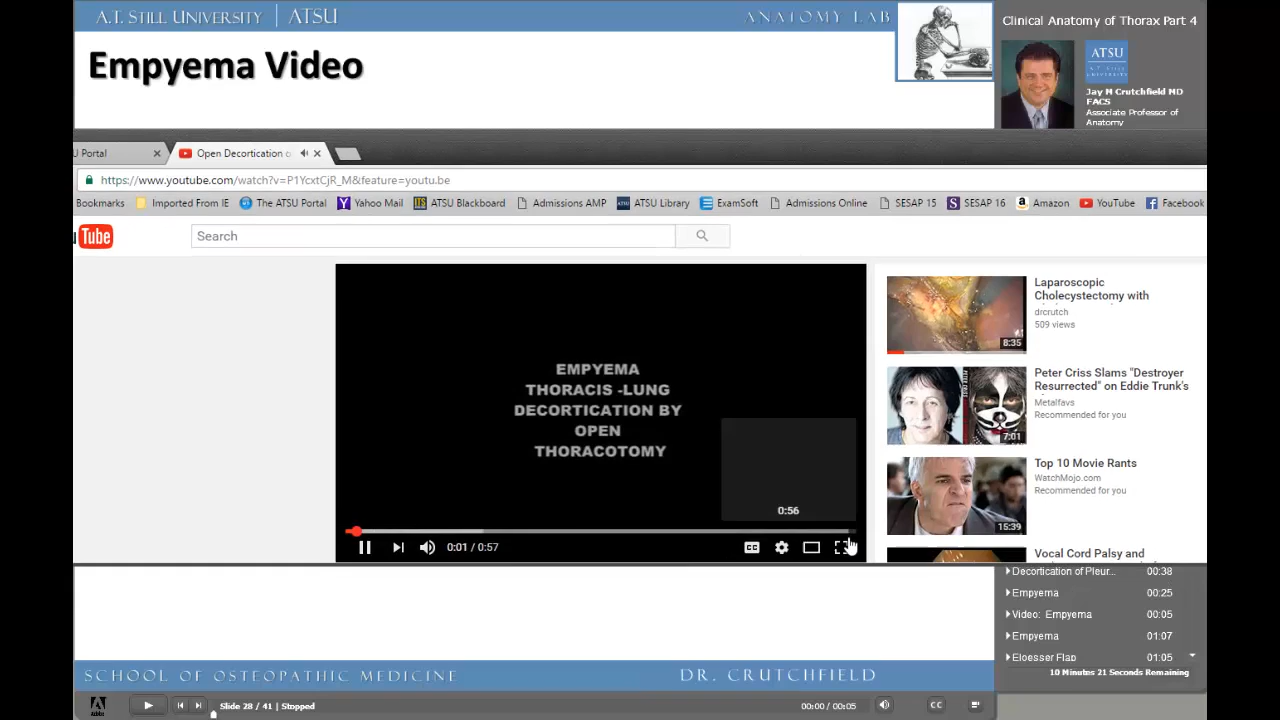 A.T. STILL UNIVERSITY | ATSU
ANATOMY LAB
Clinical Anatomy of Thorax Part 4
Empyema Video
ATSU
Jay M Crutchfield MD
FACS
Associate Professor of
Anatomy
U Portal
Open Decortication o
https://www.youtube.com/watch?v=P1YcxtCjR_M&feature=youtu.be
Bookmarks Imported From IE The ATSU Portal Yahoo Mail ATSU Blackboard Admissions AMP ATSU Library ExamSoft Admissions Online SESAP 15 SESAP 16 Amazon YouTube Facebook
Tube
Search
EMPYEMA
THORACIS -LUNG
DECORTICATION BY
OPEN
THORACOTOMY
0:56
0:01 / 0:57
Laparoscopic
Cholecystectomy with
drcrutch
509 views
8:35
Peter Criss Slams "Destroyer
Resurrected" on Eddie Trunk's
Metalfavs
Recommended for you
7:01
Top 10 Movie Rants
WatchMojo.com
Recommended for you
15:39
Vocal Cord Palsy and
Decortication of Pleur... 00:38
Empyema 00:25
Video: Empyema 00:05
Empyema 01:07
Eloesser Flap 01:05
10 Minutes 21 Seconds Remaining
SCHOOL OF OSTEOPATHIC MEDICINE
DR. CRUTCHFIELD
Adobe
Slide 28 / 41 | Stopped
00:00 / 00:05
CC